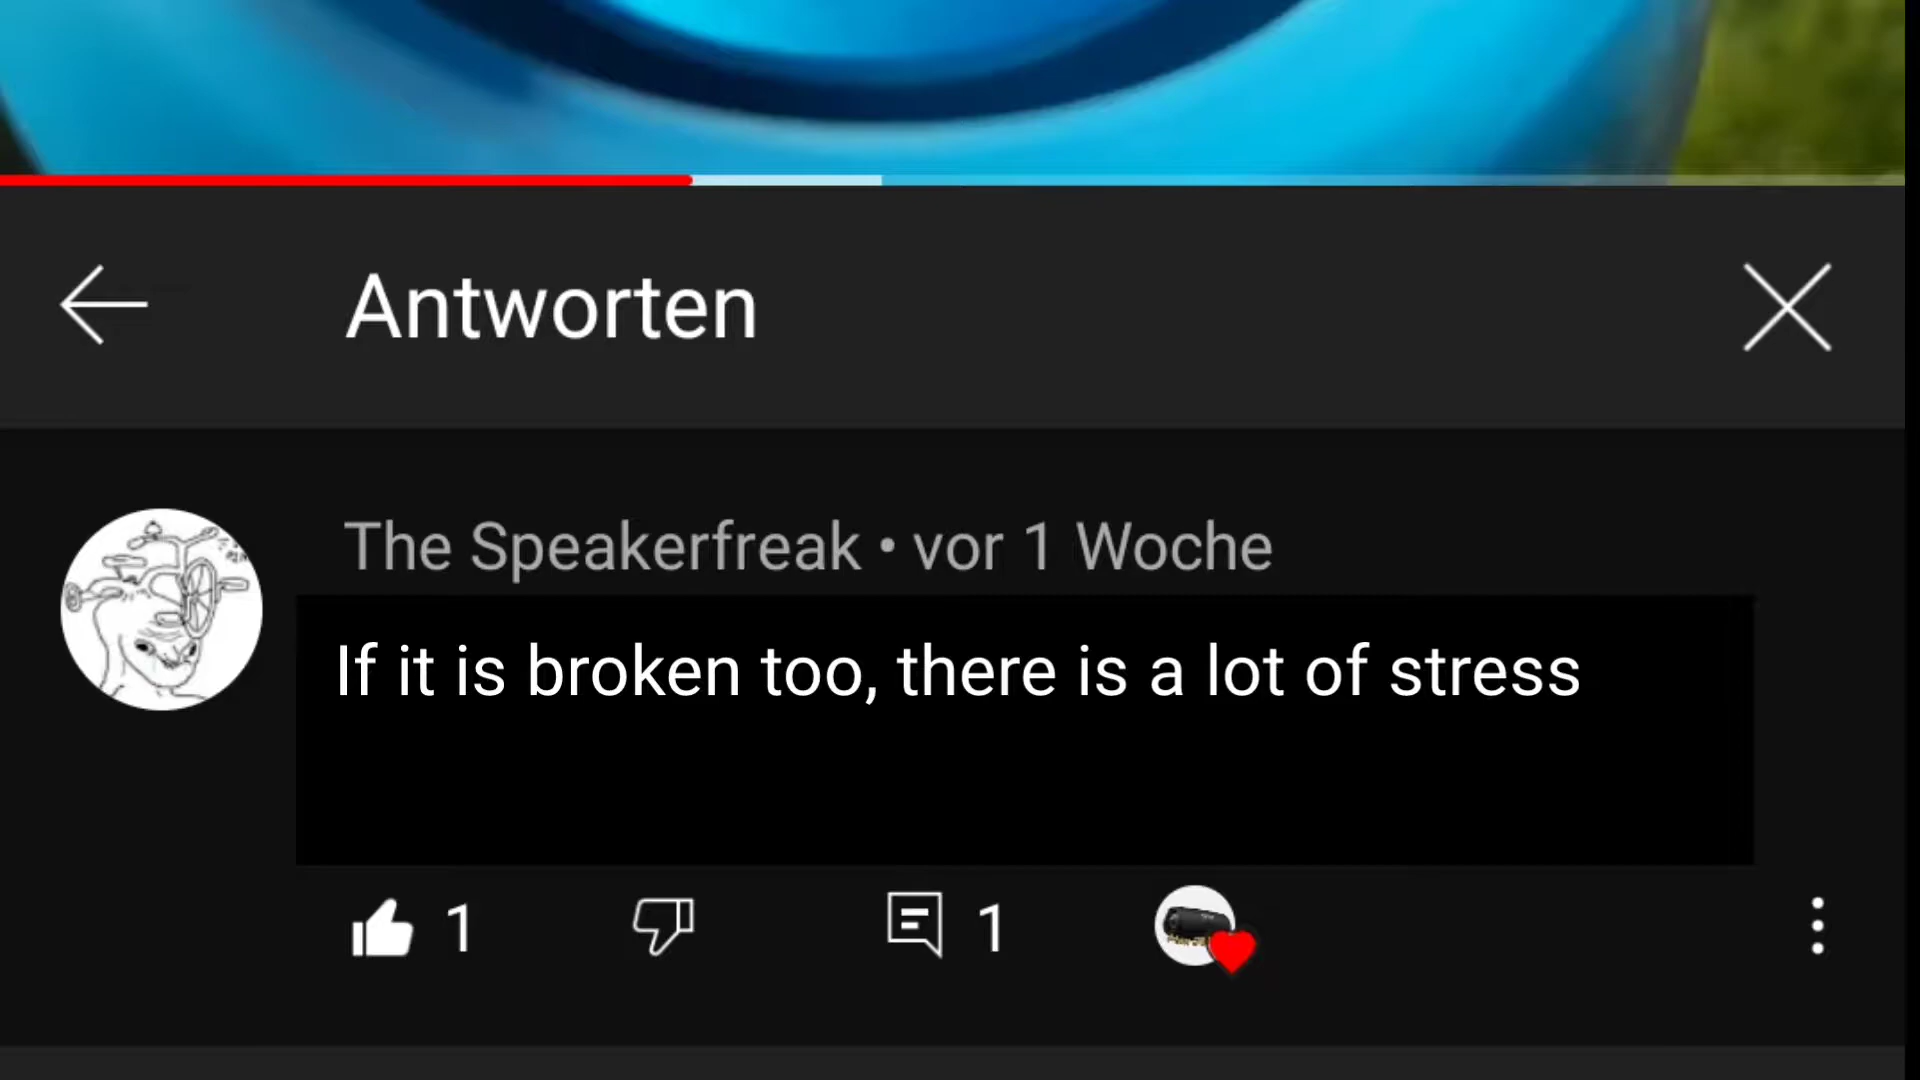 Antworten
The Speakerfreak • vor 1 Woche
If it is broken too, there is a lot of stress
1 1